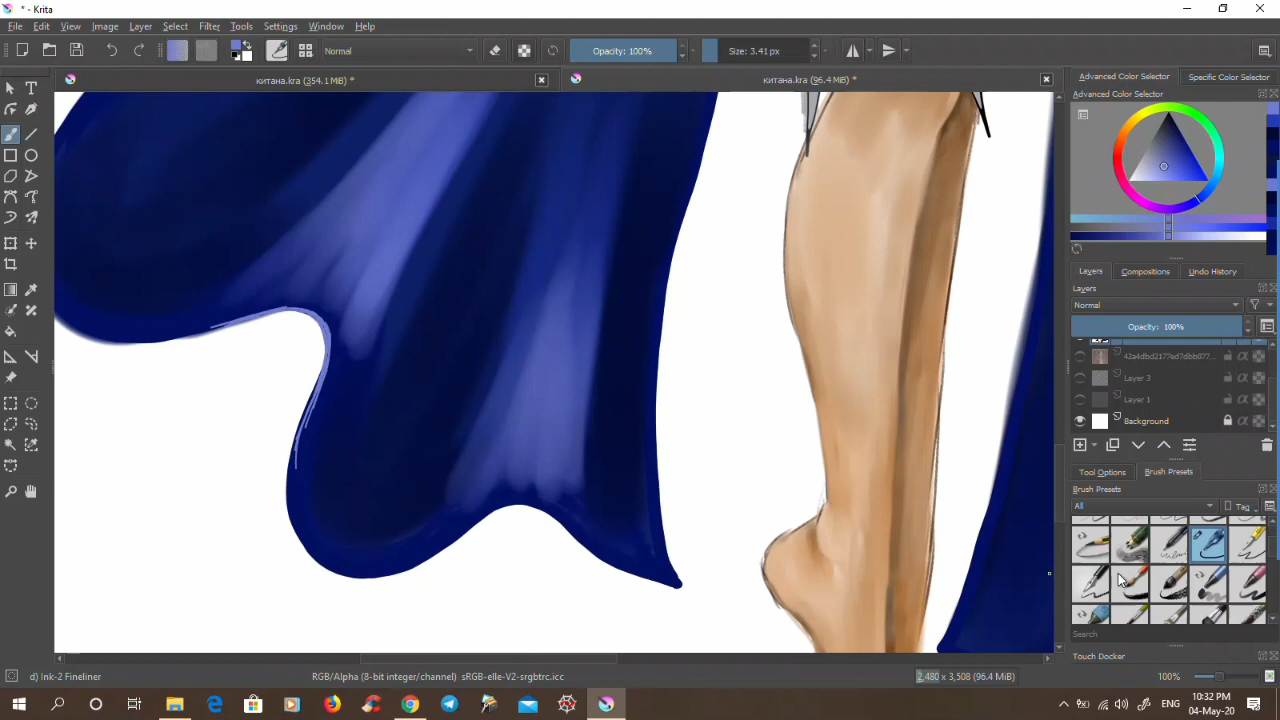 * - Krita
File Edit View Image Layer Select Filter Tools Settings Window Help
Normal Opacity: 100% Size: 3.41 px
китана.kra (354.1 MiB) * китана.kra (96.4 MiB) *
Advanced Color Selector Specific Color Selector
Advanced Color Selector
Layers Compositions Undo History
Layers
Normal
Opacity: 100%
42a4dbd2177ed7dbb077...
Layer 3
Layer 1
Background
Tool Options Brush Presets
Brush Presets
All Tag
Search
Touch Docker
d) Ink-2 Fineliner RGB/Alpha (8-bit integer/channel) sRGB-elle-V2-srgbtrc.icc 2,480 x 3,508 (96.4 MiB) 100%
ENG 10:32 PM
04-May-20